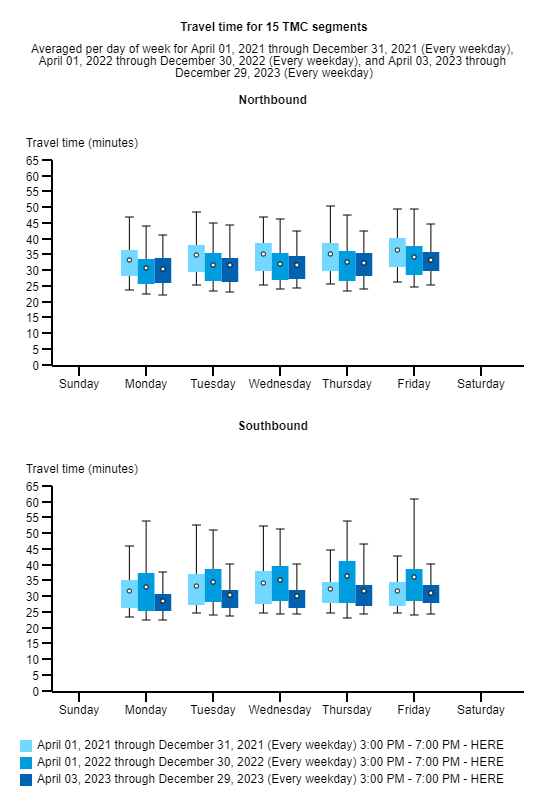 Travel time for 15 TMC segments
Averaged per day of week for April 01, 2021 through December 31, 2021 (Every weekday),
April 01, 2022 through December 30, 2022 (Every weekday), and April 03, 2023 through
December 29, 2023 (Every weekday)
Northbound
Travel time (minutes)
65
60
55
50
45
40
35
30
25
20
15
10
5
0
Sunday Monday Tuesday Wednesday Thursday Friday Saturday
Southbound
Travel time (minutes)
65
60
55
50
45
40
35
30
25
20
15
10
5
0
Sunday Monday Tuesday Wednesday Thursday Friday Saturday
April 01, 2021 through December 31, 2021 (Every weekday) 3:00 PM - 7:00 PM - HERE
April 01, 2022 through December 30, 2022 (Every weekday) 3:00 PM - 7:00 PM - HERE
April 03, 2023 through December 29, 2023 (Every weekday) 3:00 PM - 7:00 PM - HERE